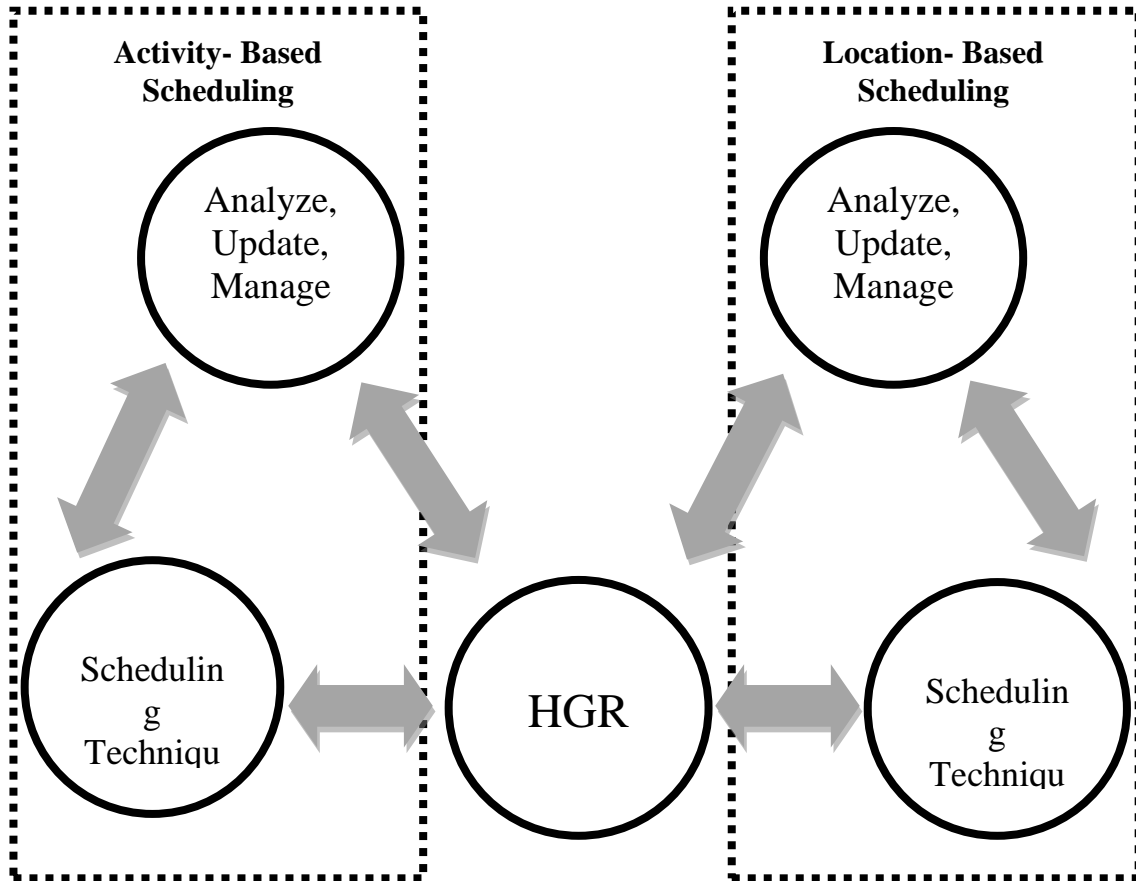 Activity- Based
Scheduling
Analyze,
Update,
Manage
Schedulin
g
Techniqu
HGR
Location- Based
Scheduling
Analyze,
Update,
Manage
Schedulin
g
Techniqu